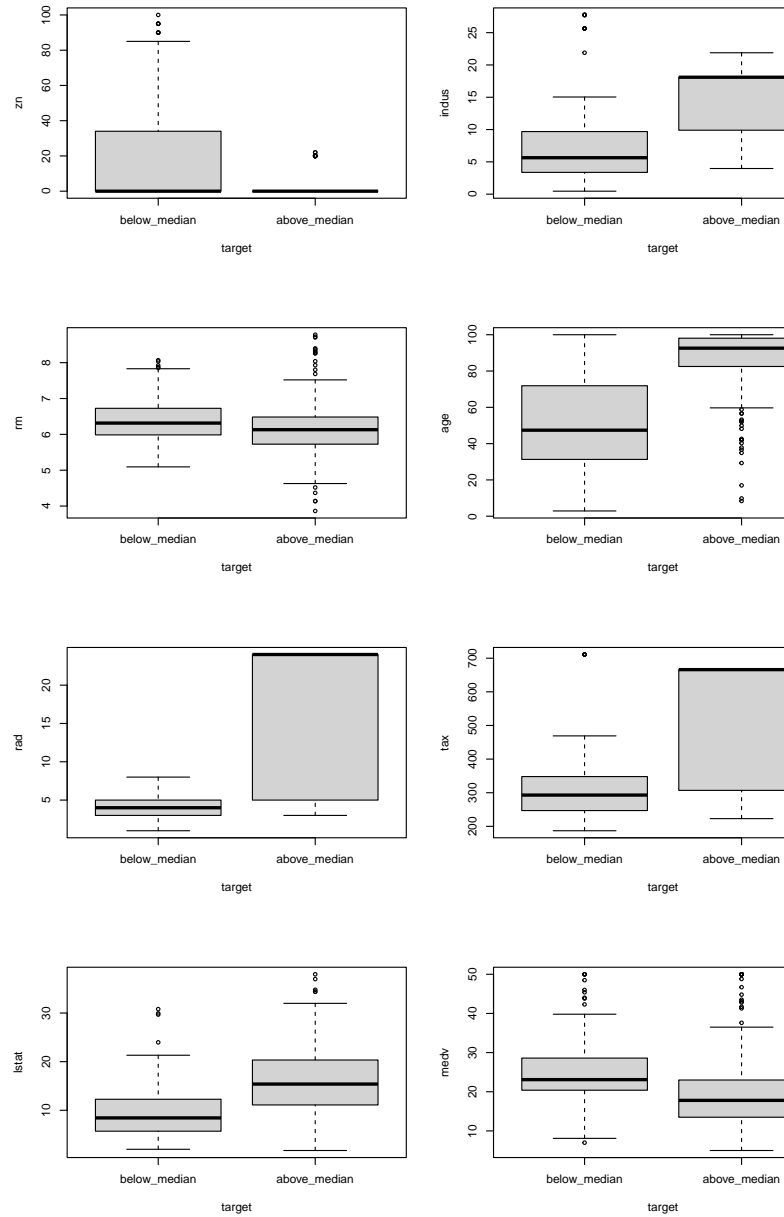 zn
100
80
60
40
20
0
below_median above_median
target
indus
25
20
15
10
5
0
below_median above_median
target
rm
8
7
6
5
4
below_median above_median
target
age
100
80
60
40
20
0
below_median above_median
target
rad
20
15
10
5
below_median above_median
target
tax
700
600
500
400
300
200
below_median above_median
target
lstat
30
20
10
below_median above_median
target
medv
50
40
30
20
10
below_median above_median
target